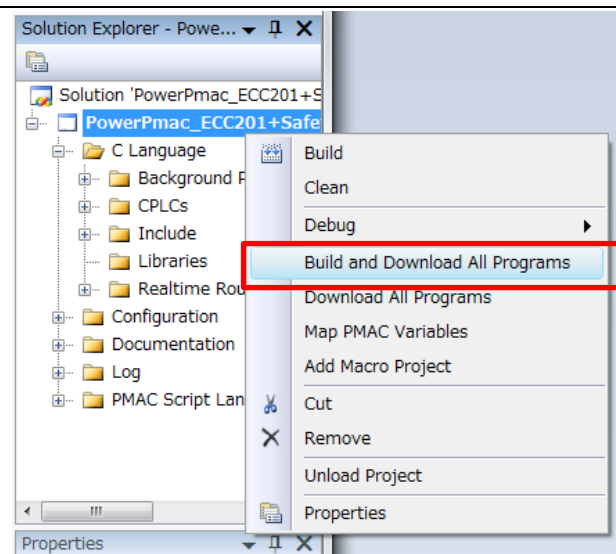 Solution Explorer - Powe...
Solution 'PowerPmac_ECC201+S
PowerPmac_ECC201+Safe
C Language
Background P
CPLCs
Include
Libraries
Realtime Rou
Configuration
Documentation
Log
PMAC Script Lan
Build
Clean
Debug
Build and Download All Programs
Download All Programs
Map PMAC Variables
Add Macro Project
Cut
Remove
Unload Project
Properties
Properties